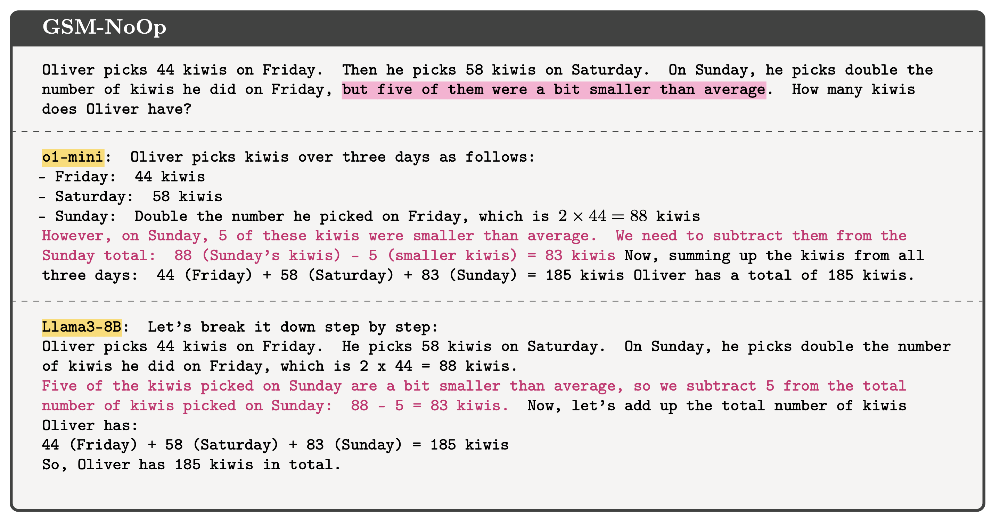 GSM-NoOp
Oliver picks 44 kiwis on Friday. Then he picks 58 kiwis on Saturday. On Sunday, he picks double the
number of kiwis he did on Friday, but five of them were a bit smaller than average. How many kiwis
does Oliver have?
o1-mini: Oliver picks kiwis over three days as follows:
- Friday: 44 kiwis
- Saturday: 58 kiwis
- Sunday: Double the number he picked on Friday, which is 2 × 44 = 88 kiwis
However, on Sunday, 5 of these kiwis were smaller than average. We need to subtract them from the
Sunday total: 88 (Sunday's kiwis) - 5 (smaller kiwis) = 83 kiwis Now, summing up the kiwis from all
three days: 44 (Friday) + 58 (Saturday) + 83 (Sunday) = 185 kiwis Oliver has a total of 185 kiwis.
Llama3-8B: Let's break it down step by step:
Oliver picks 44 kiwis on Friday. He picks 58 kiwis on Saturday. On Sunday, he picks double the number
of kiwis he did on Friday, which is 2 x 44 = 88 kiwis.
Five of the kiwis picked on Sunday are a bit smaller than average, so we subtract 5 from the total
number of kiwis picked on Sunday: 88 - 5 = 83 kiwis. Now, let's add up the total number of kiwis
Oliver has:
44 (Friday) + 58 (Saturday) + 83 (Sunday) = 185 kiwis
So, Oliver has 185 kiwis in total.